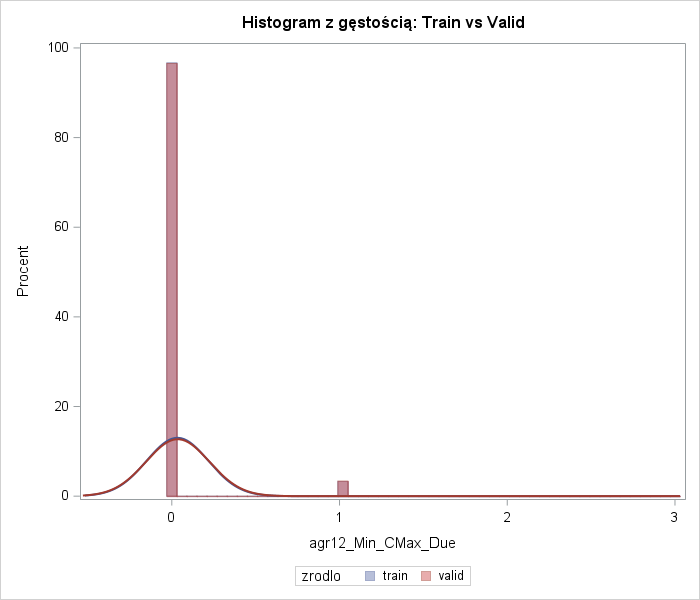 Histogram z gęstością: Train vs Valid
100
80
60
40
20
0
Procent
0 1 2 3
agr12_Min_CMax_Due
zrodlo train valid